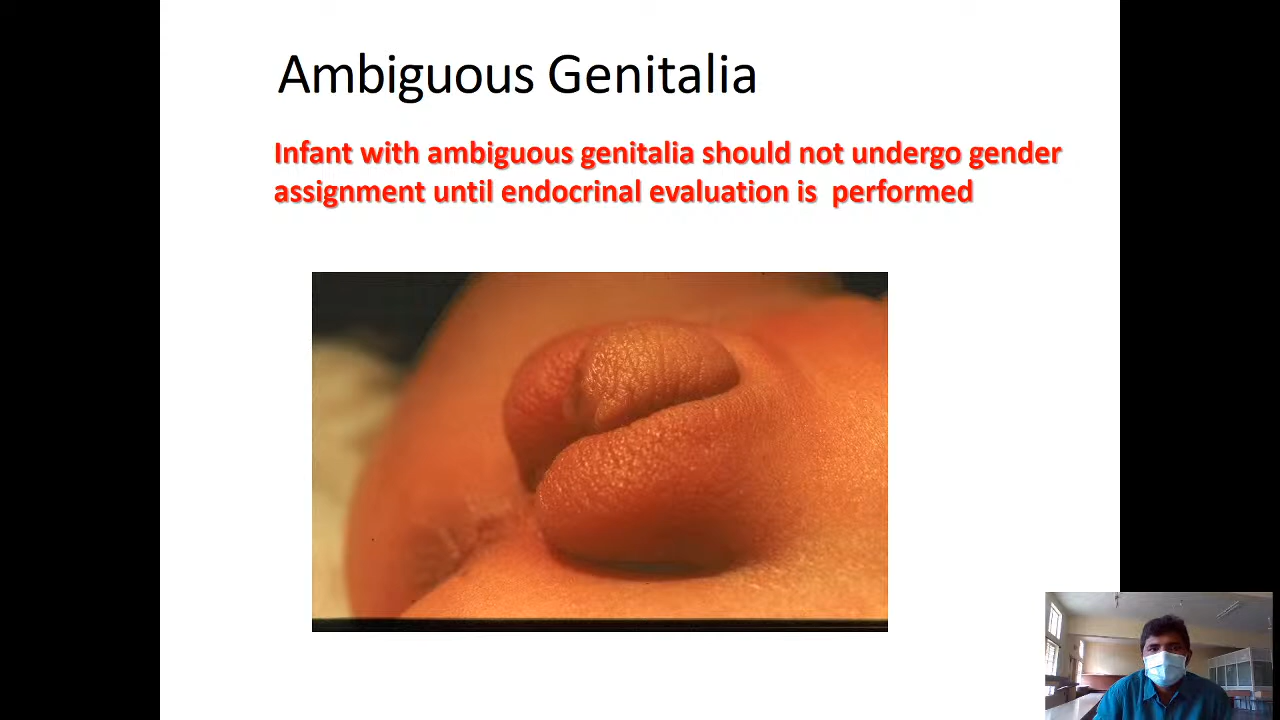 Ambiguous Genitalia
Infant with ambiguous genitalia should not undergo gender
assignment until endocrinal evaluation is performed